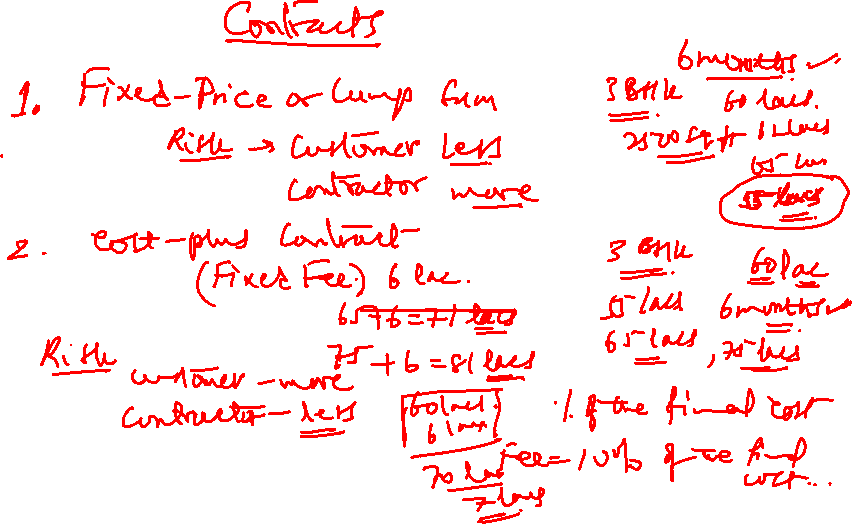 Contracts
1. Fixed-Price or Lump Sum
Risk → Customer Less
Contractor more
6 months ✓
3 BHK 60 lacs.
2500 sq ft
65 lacs
55 lacs
2. Cost-plus Contract
(Fixed Fee) 6 lac.
65+6=71 lacs
75+6=81 lacs
Risk
customer - more
contractor - less
3 BHK 60 lac
55 lacs 6 months ✓
65 lacs, 75 lacs
60 lacs
6 lacs
70 lac
7 lacs
% of the final cost
Fee = 10% of the final
cost...